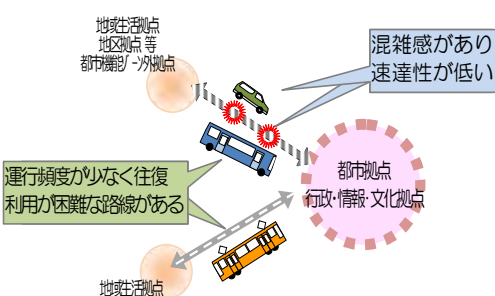 地域生活拠点
地区拠点 等
都市機能ゾーン外拠点
混雑感があり
速達性が低い
都市拠点
行政・情報・文化拠点
運行頻度が少なく往復
利用が困難な路線がある
地域生活拠点